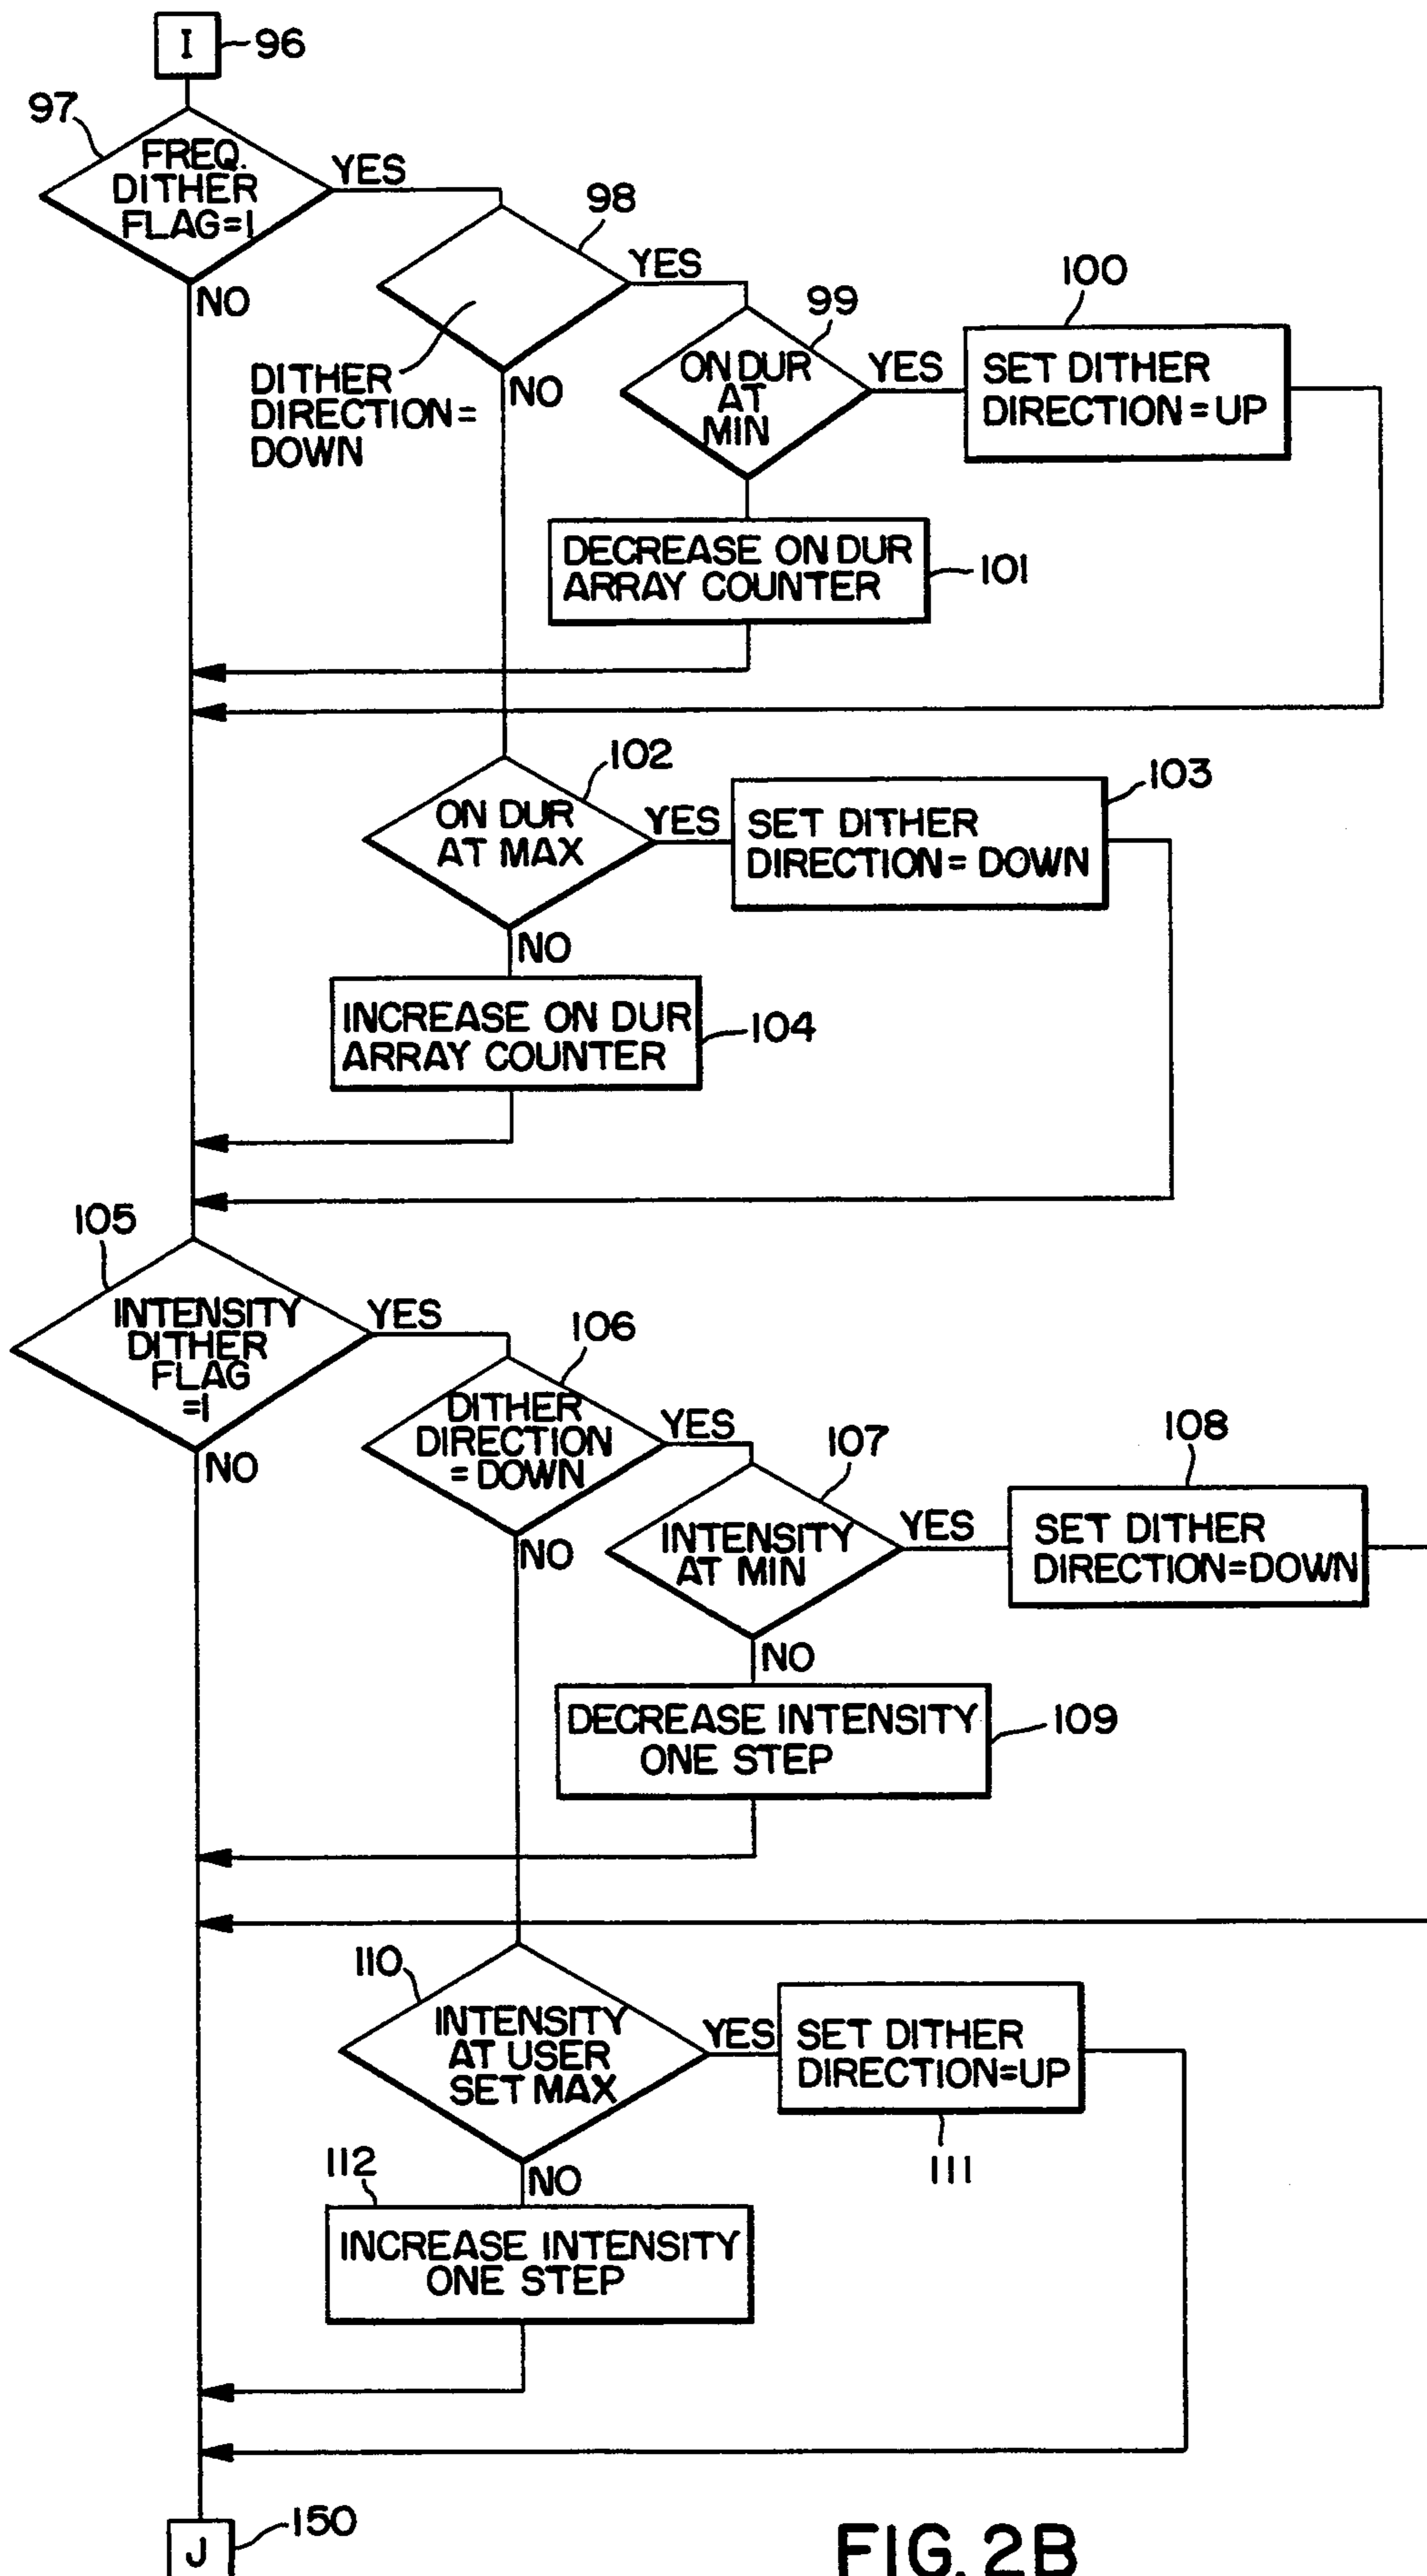 I
96
97
FREQ.
DITHER
FLAG=1
YES
NO
98
DITHER
DIRECTION=
DOWN
YES
NO
99
ON DUR
AT
MIN
YES
100
SET DITHER
DIRECTION=UP
DECREASE ON DUR
ARRAY COUNTER
101
102
ON DUR
AT MAX
YES
NO
103
SET DITHER
DIRECTION= DOWN
INCREASE ON DUR
ARRAY COUNTER
104
105
INTENSITY
DITHER
FLAG
=1
YES
NO
106
DITHER
DIRECTION
= DOWN
YES
NO
107
INTENSITY
AT MIN
YES
NO
108
SET DITHER
DIRECTION=DOWN
DECREASE INTENSITY
ONE STEP
109
110
INTENSITY
AT USER
SET MAX
YES
NO
SET DITHER
DIRECTION=UP
111
112
INCREASE INTENSITY
ONE STEP
J
150
FIG. 2B